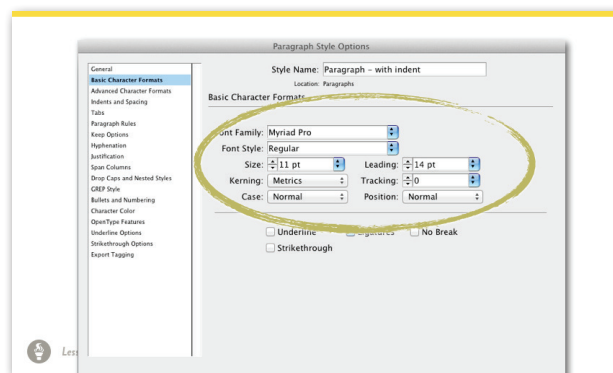 Paragraph Style Options
General
Basic Character Formats
Advanced Character Formats
Indents and Spacing
Tabs
Paragraph Rules
Keep Options
Hyphenation
Justification
Span Columns
Drop Caps and Nested Styles
GREP Style
Bullets and Numbering
Character Color
OpenType Features
Underline Options
Strikethrough Options
Export Tagging
Style Name: Paragraph - with indent
Location: Paragraphs
Basic Character Formats
Font Family: Myriad Pro
Font Style: Regular
Size: 11 pt Leading: 14 pt
Kerning: Metrics Tracking: 0
Case: Normal Position: Normal
Underline Ligatures No Break
Strikethrough